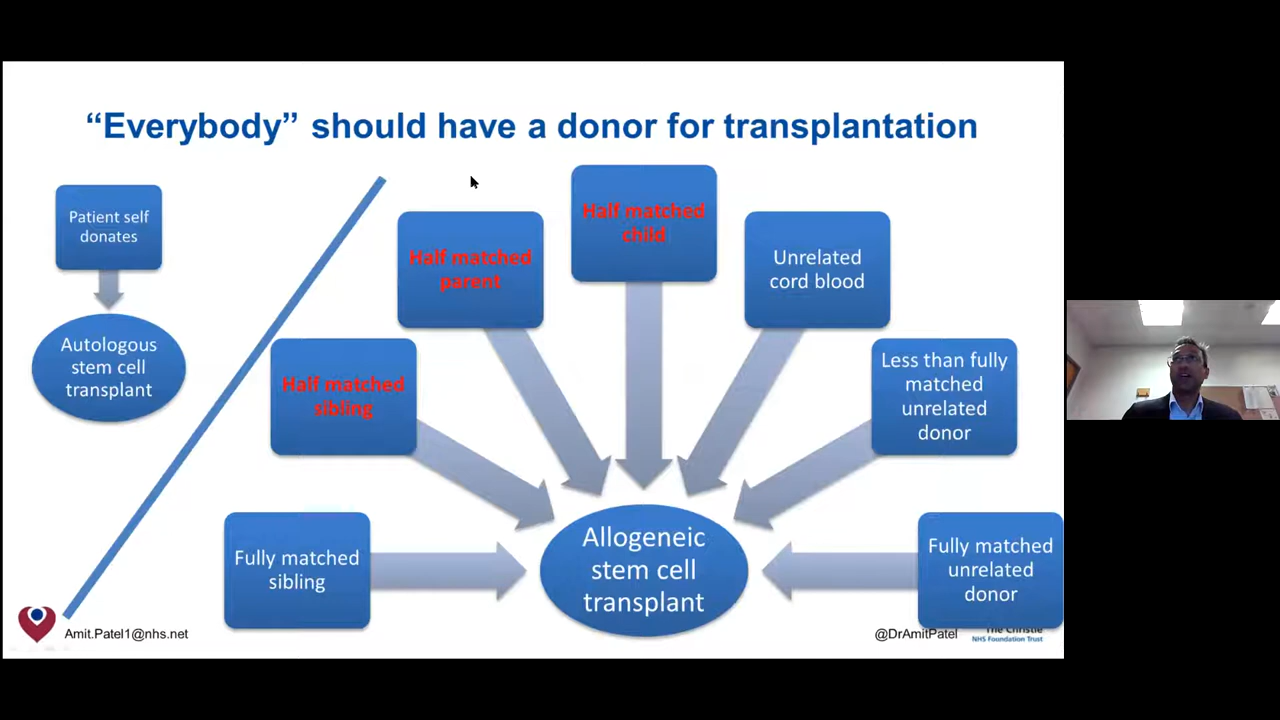 “Everybody” should have a donor for transplantation
Patient self
donates
Autologous
stem cell
transplant
Fully matched
sibling
Half matched
sibling
Half matched
parent
Half matched
child
Unrelated
cord blood
Less than fully
matched
unrelated
donor
Fully matched
unrelated
donor
Allogeneic
stem cell
transplant
Amit.Patel1@nhs.net
@DrAmitPatel
The Christie
NHS Foundation Trust